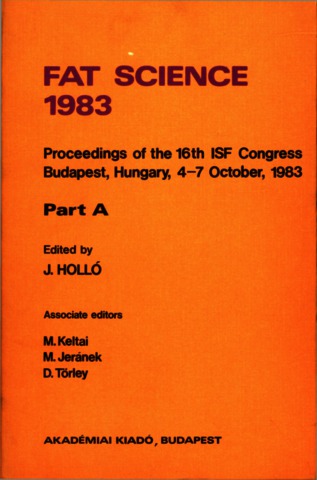 FAT SCIENCE
1983
Proceedings of the 16th ISF Congress
Budapest, Hungary, 4–7 October, 1983
Part A
Edited by
J. HOLLÓ
Associate editors
M. Keltai
M. Jeránek
D. Törley
AKADÉMIAI KIADÓ, BUDAPEST